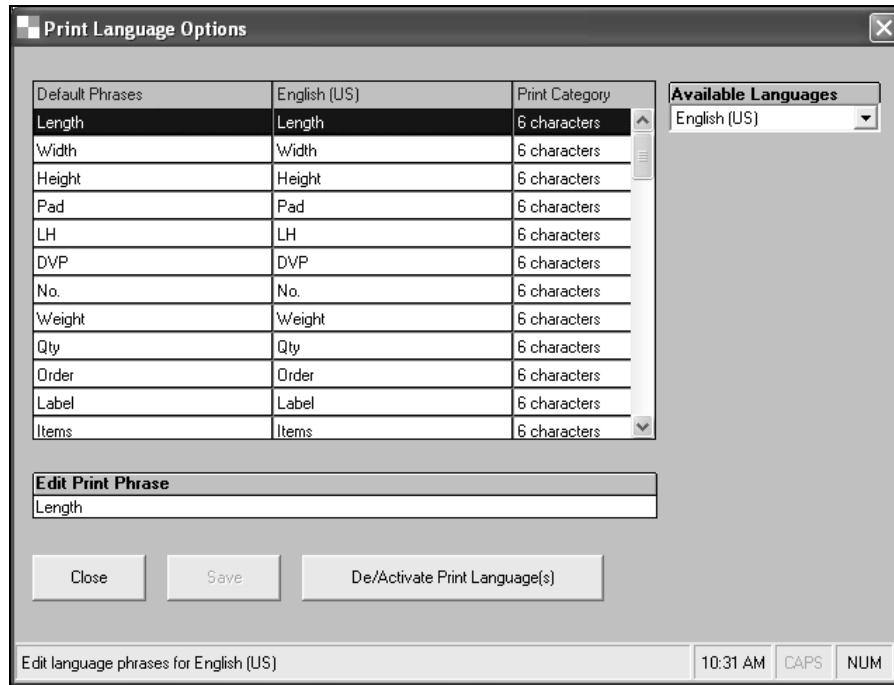 Print Language Options
Default Phrases English (US) Print Category Available Languages
Length Length 6 characters English (US)
Width Width 6 characters
Height Height 6 characters
Pad Pad 6 characters
LH LH 6 characters
DVP DVP 6 characters
No. No. 6 characters
Weight Weight 6 characters
Qty Qty 6 characters
Order Order 6 characters
Label Label 6 characters
Items Items 6 characters
Edit Print Phrase
Length
Close Save De/Activate Print Language(s)
Edit language phrases for English (US) 10:31 AM CAPS NUM